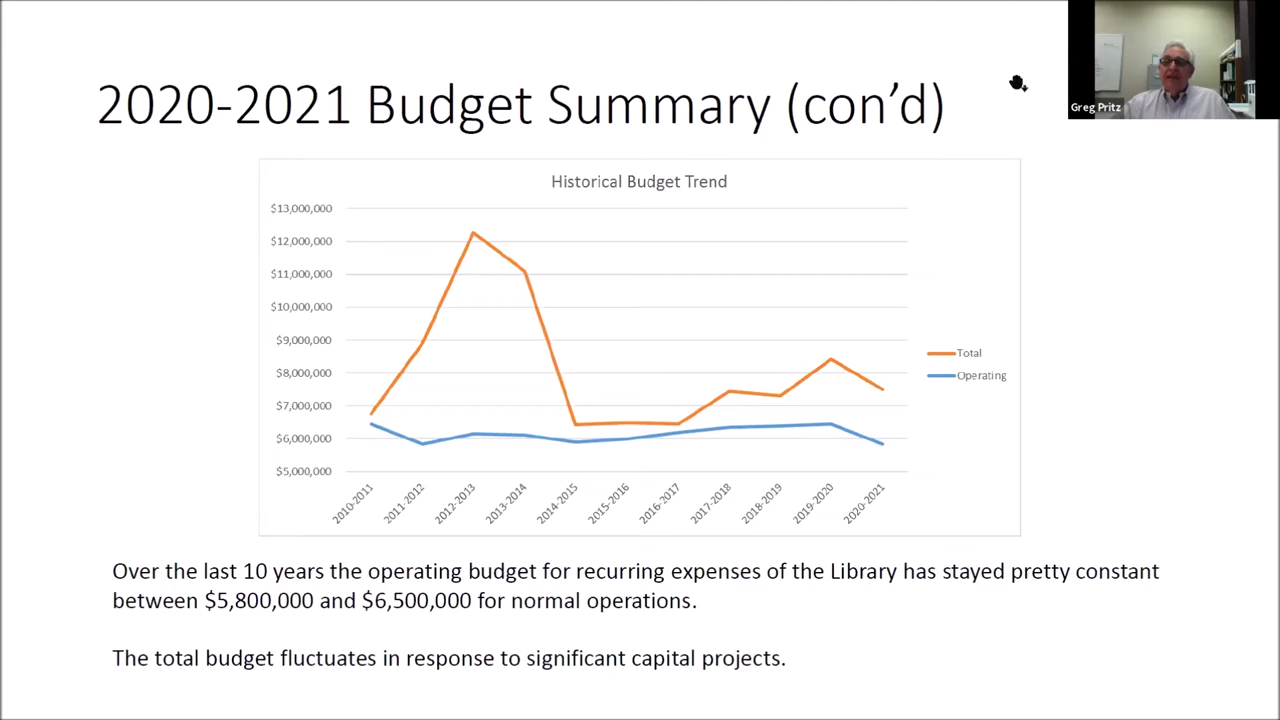 2020-2021 Budget Summary (con’d)
Greg Pritz
Historical Budget Trend
$13,000,000
$12,000,000
$11,000,000
$10,000,000
$9,000,000
$8,000,000
$7,000,000
$6,000,000
$5,000,000
Total
Operating
2010-2011
2011-2012
2012-2013
2013-2014
2014-2015
2015-2016
2016-2017
2017-2018
2018-2019
2019-2020
2020-2021
Over the last 10 years the operating budget for recurring expenses of the Library has stayed pretty constant
between $5,800,000 and $6,500,000 for normal operations.
The total budget fluctuates in response to significant capital projects.